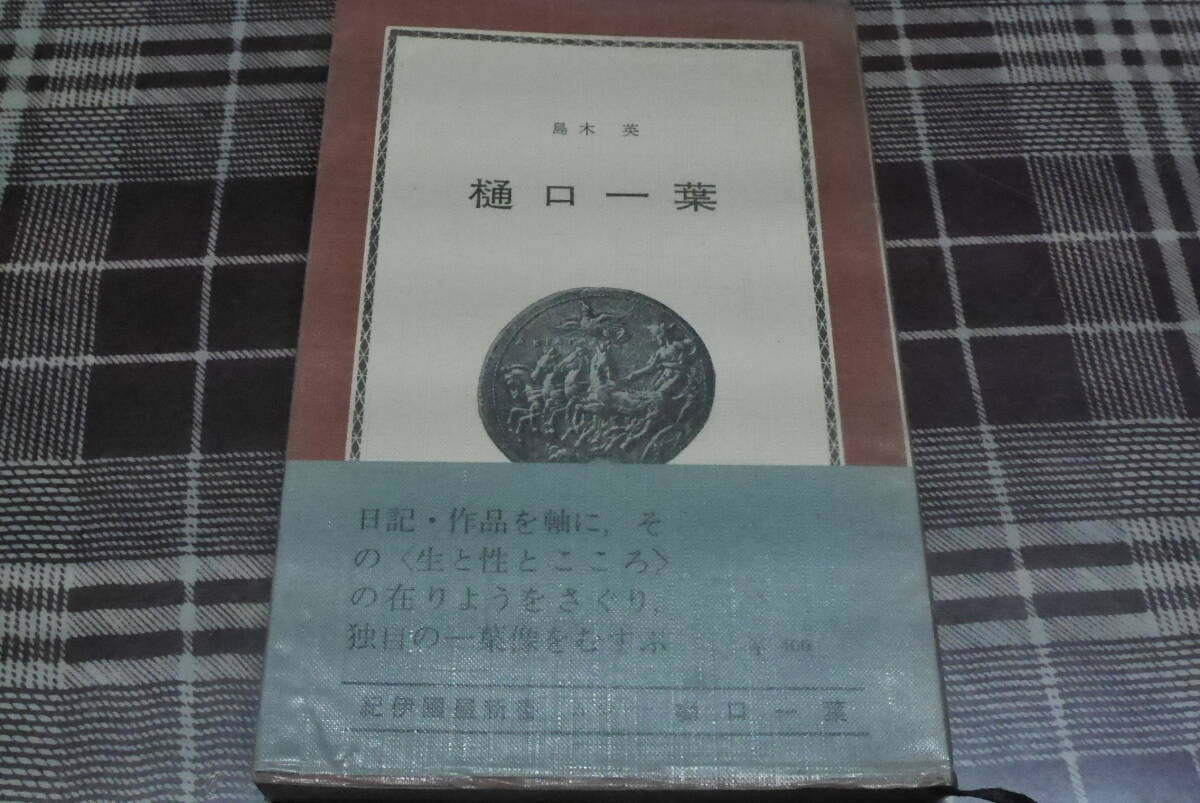 島木 英
樋口一葉
日記・作品を軸に，そ
の〈生と性とこころ〉
の在りようをさぐり，
独自の一葉像をむすぶ
¥ 400
紀伊國屋新書 樋口一葉